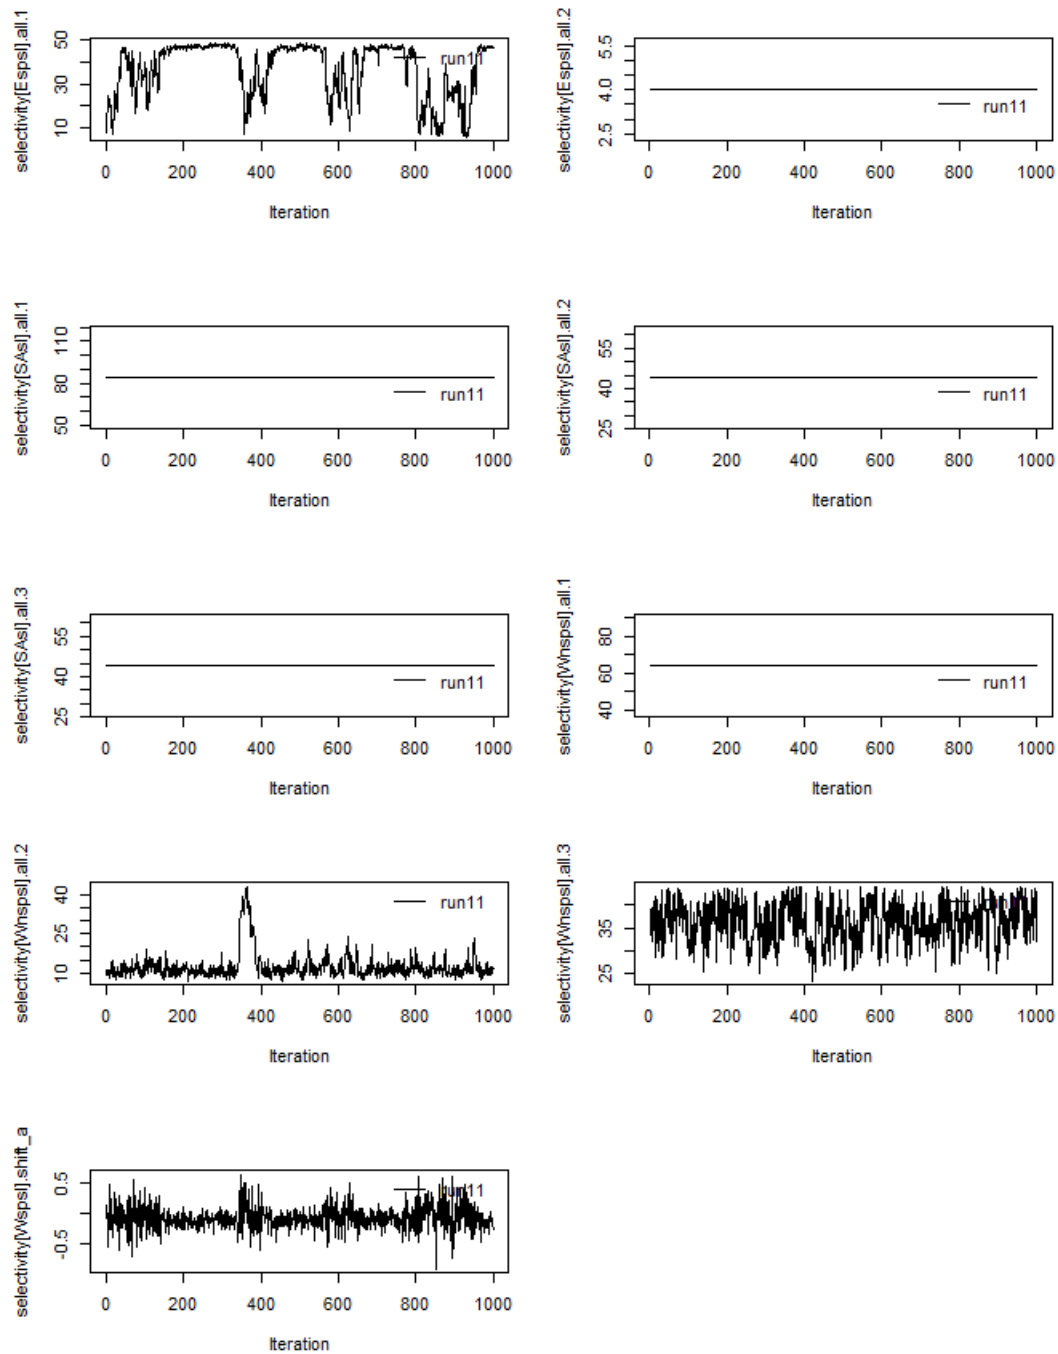 selectivity[Espsl].all.1
50
30
10
run11
0 200 400 600 800 1000
Iteration
selectivity[Espsl].all.2
5.5
4.0
2.5
run11
0 200 400 600 800 1000
Iteration
selectivity[SAsl].all.1
110
80
50
run11
0 200 400 600 800 1000
Iteration
selectivity[SAsl].all.2
55
40
25
run11
0 200 400 600 800 1000
Iteration
selectivity[SAsl].all.3
55
40
25
run11
0 200 400 600 800 1000
Iteration
selectivity[Wnspsl].all.1
80
60
40
run11
0 200 400 600 800 1000
Iteration
selectivity[Wnspsl].all.2
40
25
10
run11
0 200 400 600 800 1000
Iteration
selectivity[Wnspsl].all.3
35
25
0 200 400 600 800 1000
Iteration
selectivity[Wspsl].shift_a
0.5
-0.5
run11
0 200 400 600 800 1000
Iteration